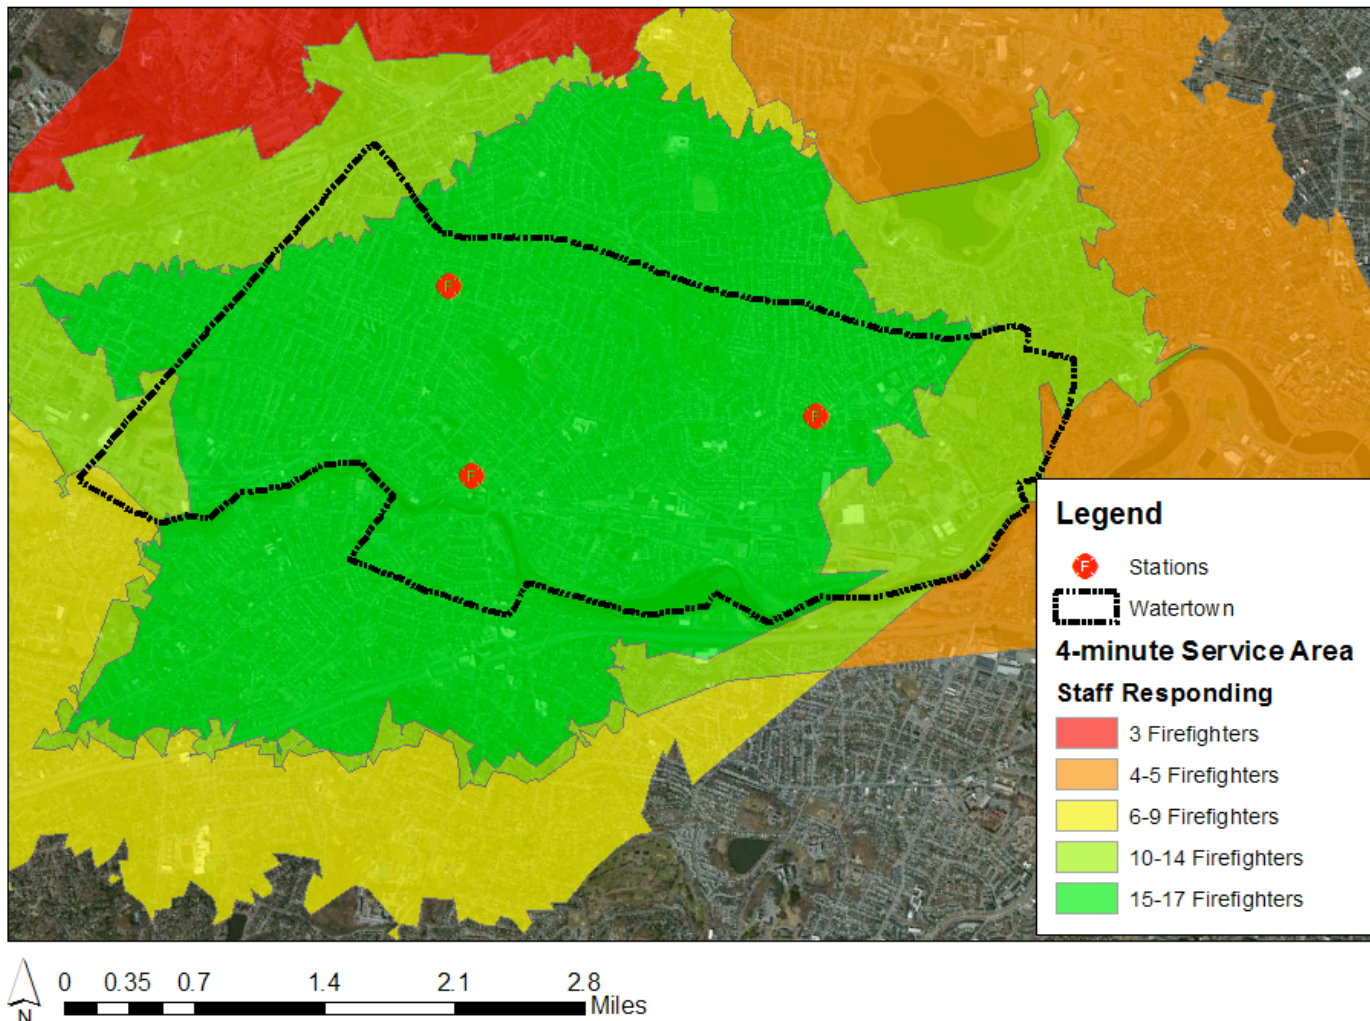 F
F
F
Legend
F Stations
Watertown
4-minute Service Area
Staff Responding
3 Firefighters
4-5 Firefighters
6-9 Firefighters
10-14 Firefighters
15-17 Firefighters
0 0.35 0.7 1.4 2.1 2.8
Miles
N